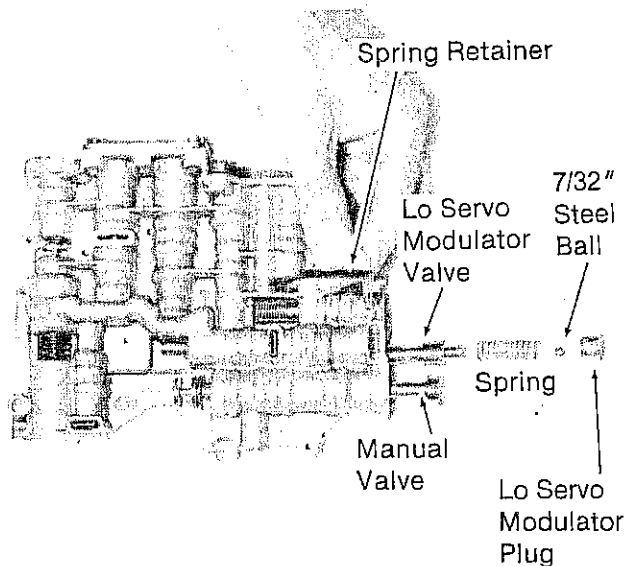 Spring Retainer
7/32"
Steel
Ball
Lo Servo
Modulator
Valve
Spring
Manual
Valve
Lo Servo
Modulator
Plug